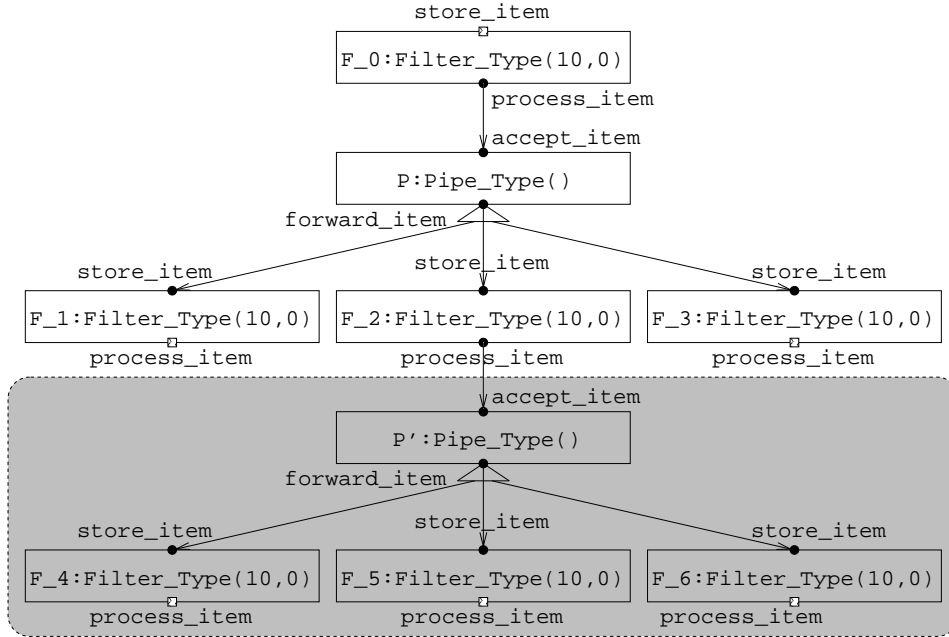 store_item
F_0:Filter_Type(10,0)
process_item
accept_item
P:Pipe_Type()
forward_item
store_item store_item store_item
F_1:Filter_Type(10,0) F_2:Filter_Type(10,0) F_3:Filter_Type(10,0)
process_item process_item process_item
accept_item
P':Pipe_Type()
forward_item
store_item store_item store_item
F_4:Filter_Type(10,0) F_5:Filter_Type(10,0) F_6:Filter_Type(10,0)
process_item process_item process_item